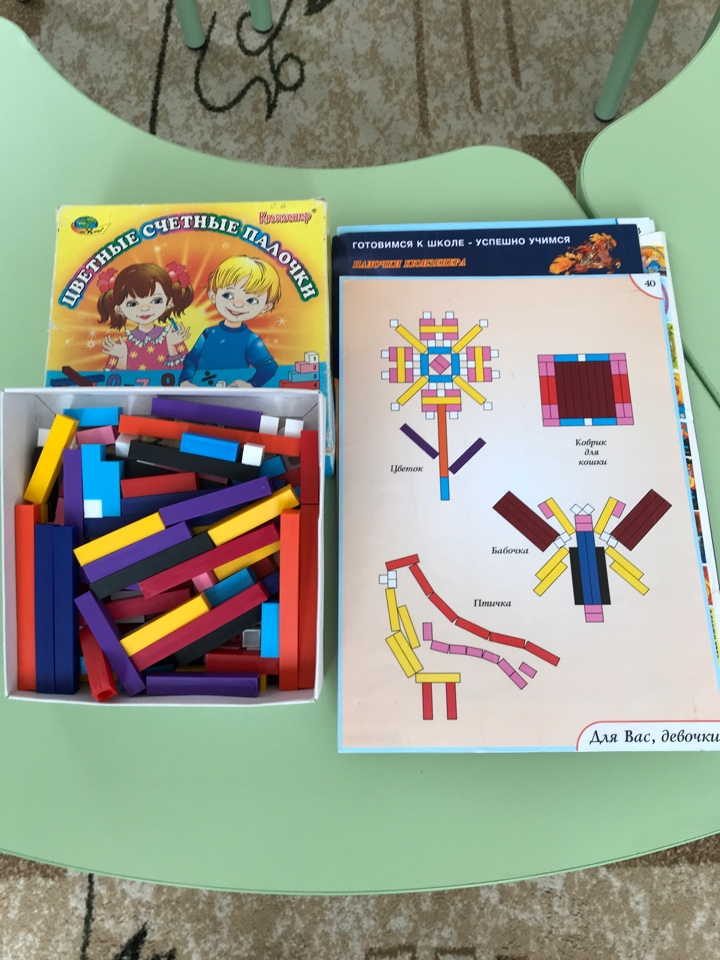 ЦВЕТНЫЕ СЧЕТНЫЕ ПАЛОЧКИ
Кюизенер®
ГОТОВИМСЯ К ШКОЛЕ - УСПЕШНО УЧИМСЯ
ПАЛОЧКИ КЮИЗЕНЕРА
40
Цветок
Коврик
для
кошки
Бабочка
Птичка
Для Вас, девочки